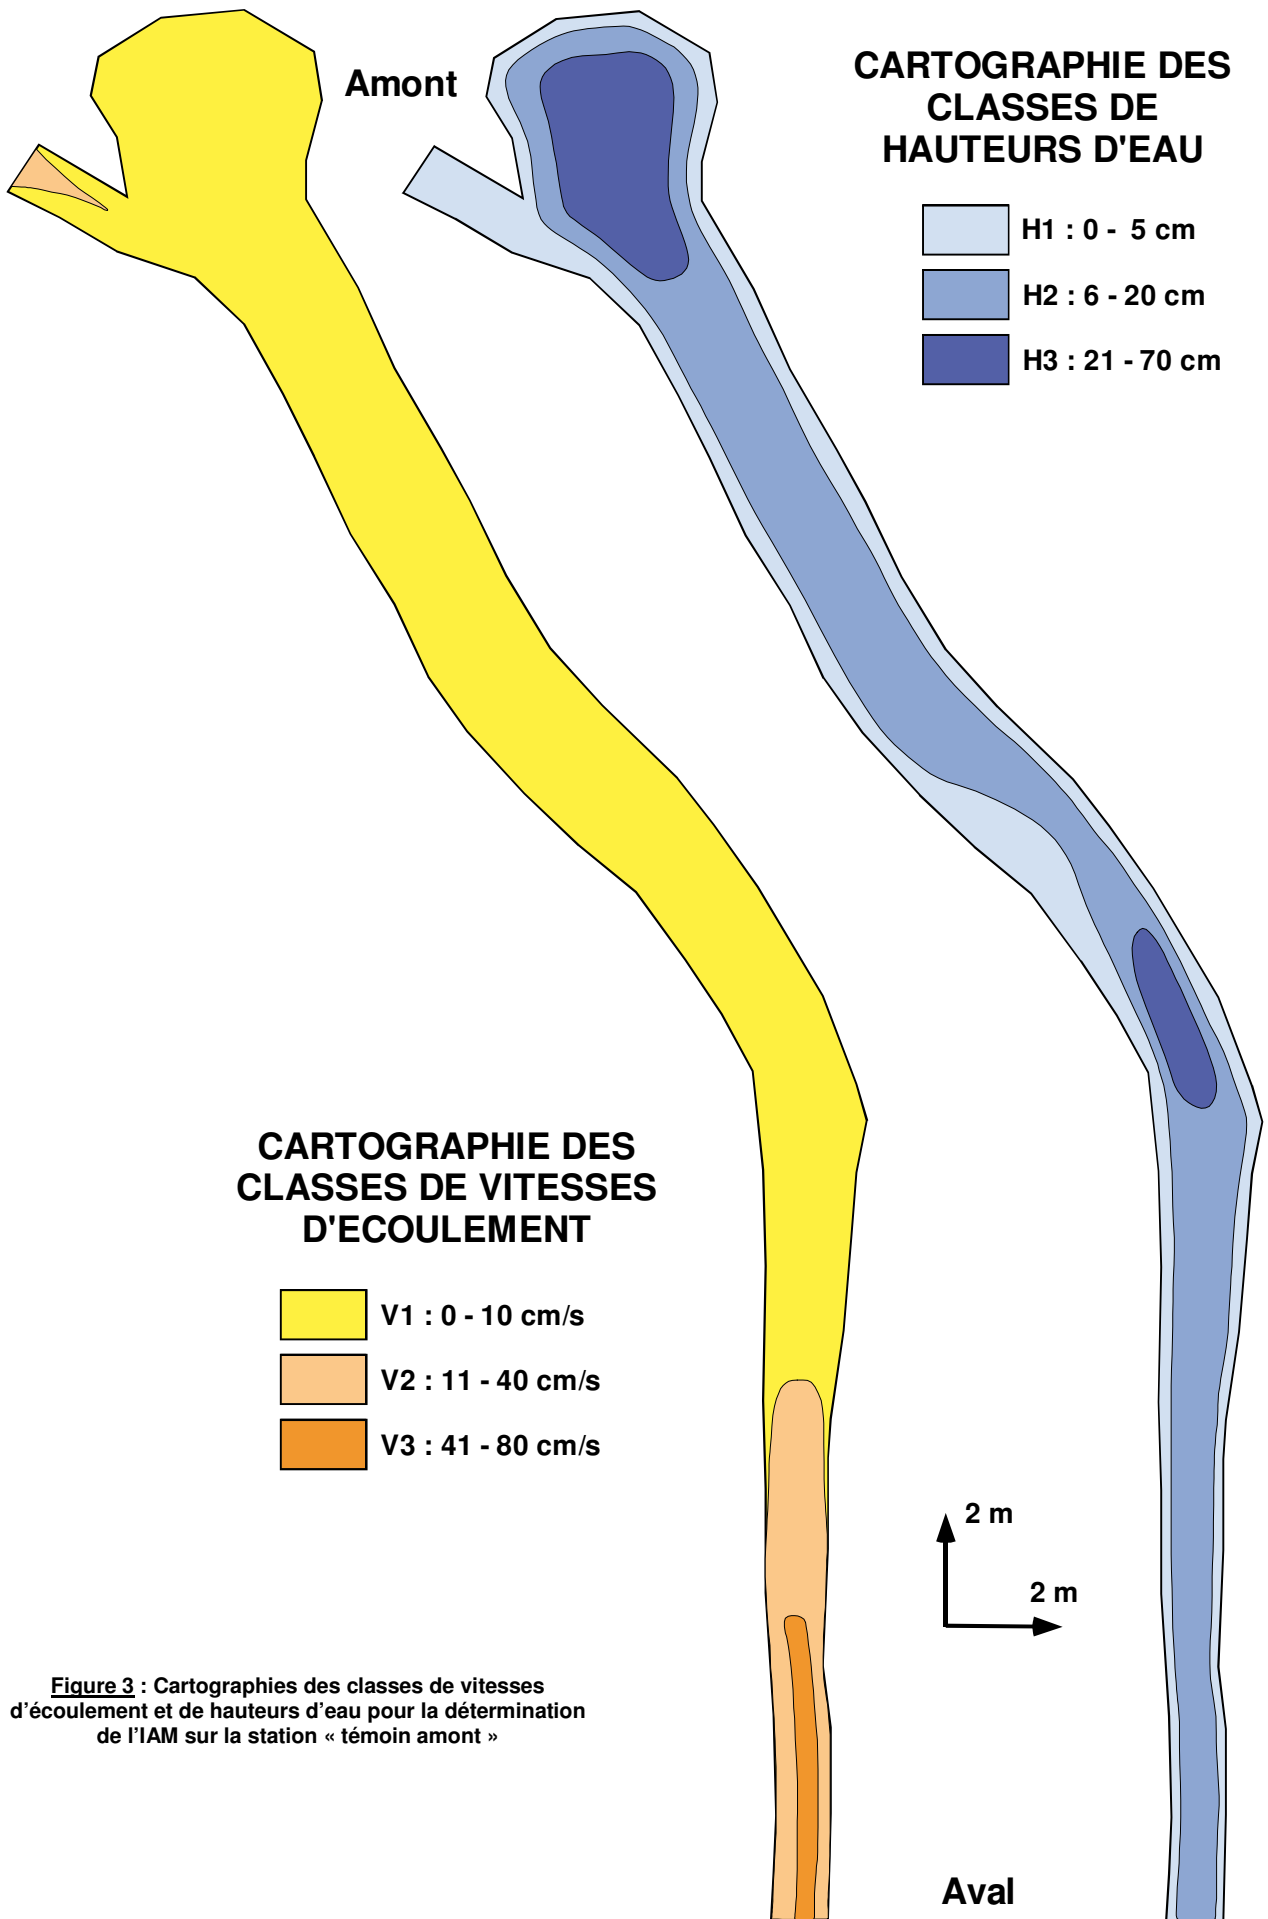 Amont
CARTOGRAPHIE DES
CLASSES DE
HAUTEURS D'EAU
H1 : 0 - 5 cm
H2 : 6 - 20 cm
H3 : 21 - 70 cm
CARTOGRAPHIE DES
CLASSES DE VITESSES
D'ECOULEMENT
V1 : 0 - 10 cm/s
V2 : 11 - 40 cm/s
V3 : 41 - 80 cm/s
2 m
2 m
Figure 3 : Cartographies des classes de vitesses
d'écoulement et de hauteurs d'eau pour la détermination
de l'IAM sur la station « témoin amont »
Aval